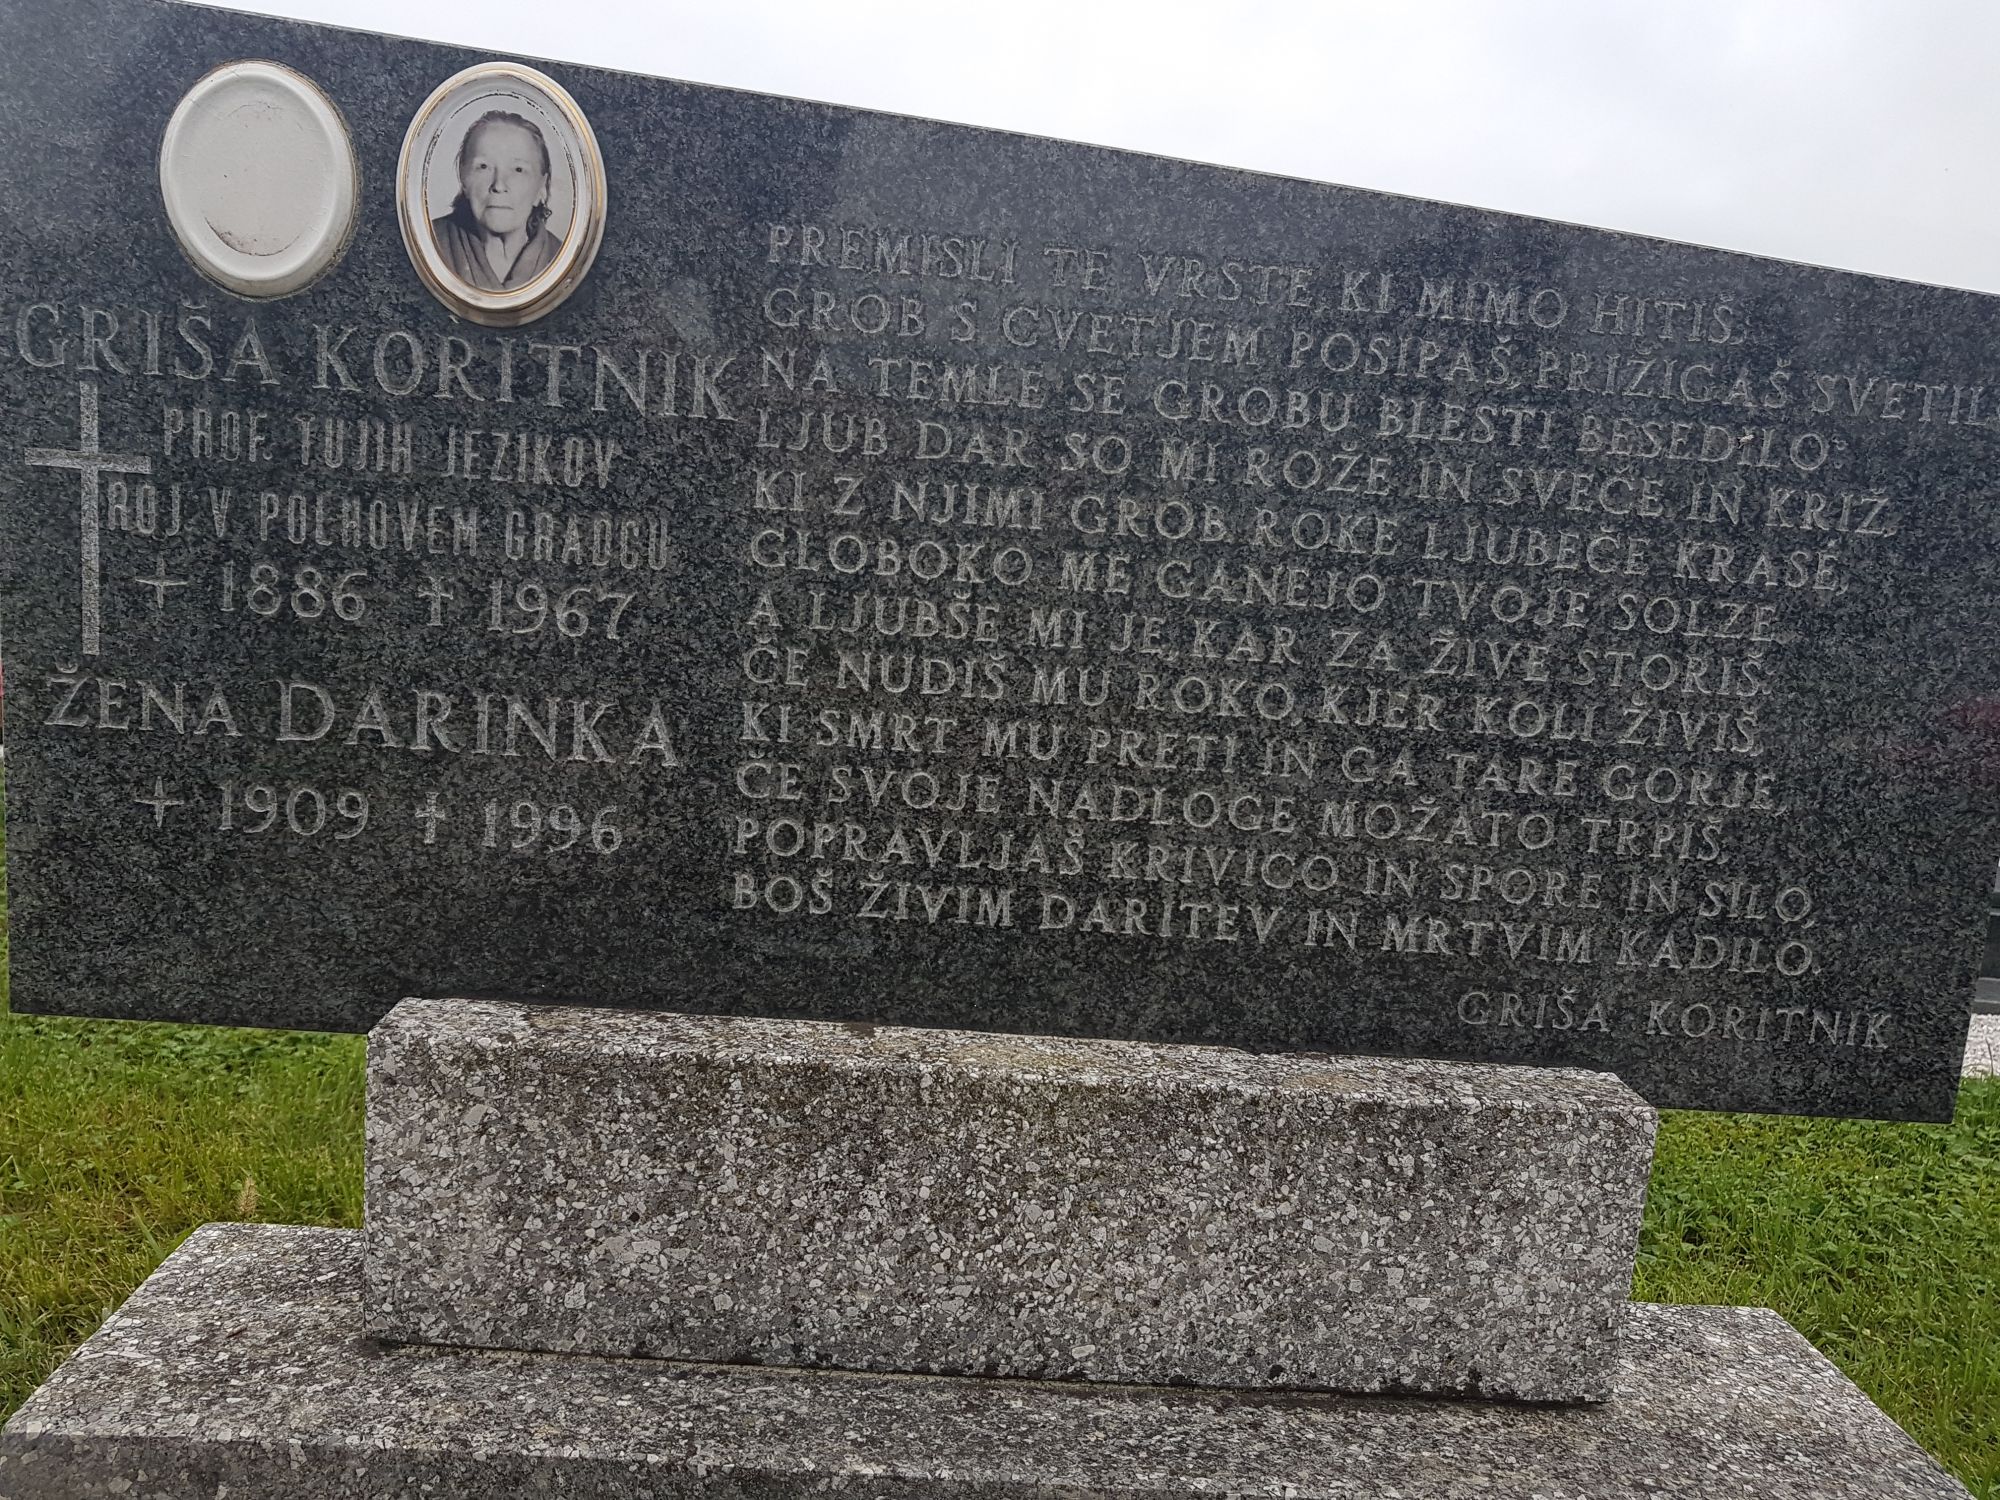 GRIŠA KORITNIK
PROF. TUJIH JEZIKOV
ROJ. V POLHOVEM GRADCU
+ 1886 † 1967
ŽENA DARINKA
+ 1909 † 1996
PREMISLI TE VRSTE, KI MIMO HITIŠ:
GROB S CVETJEM POSIPAŠ, PRIŽIGAŠ SVETIL
NA TEMLE SE GROBU BLESTI BESEDILO:
LJUB DAR SO MI ROŽE IN SVEČE IN KRIŽ,
KI Z NJIMI GROB ROKE LJUBEČE KRASÉ,
GLOBOKO ME GANEJO TVOJE SOLZE,
A LJUBŠE MI JE, KAR ZA ŽIVE STORIŠ:
ČE NUDIŠ MU ROKO, KJER KOLI ŽIVIŠ,
KI SMRT MU PRETI IN GA TARE GORJE,
ČE SVOJE NADLOGE MOŽATO TRPIŠ,
POPRAVLJAŠ KRIVICO IN SPORE IN SILO,
BOŠ ŽIVIM DARITEV IN MRTVIM KADILO.
GRIŠA KORITNIK